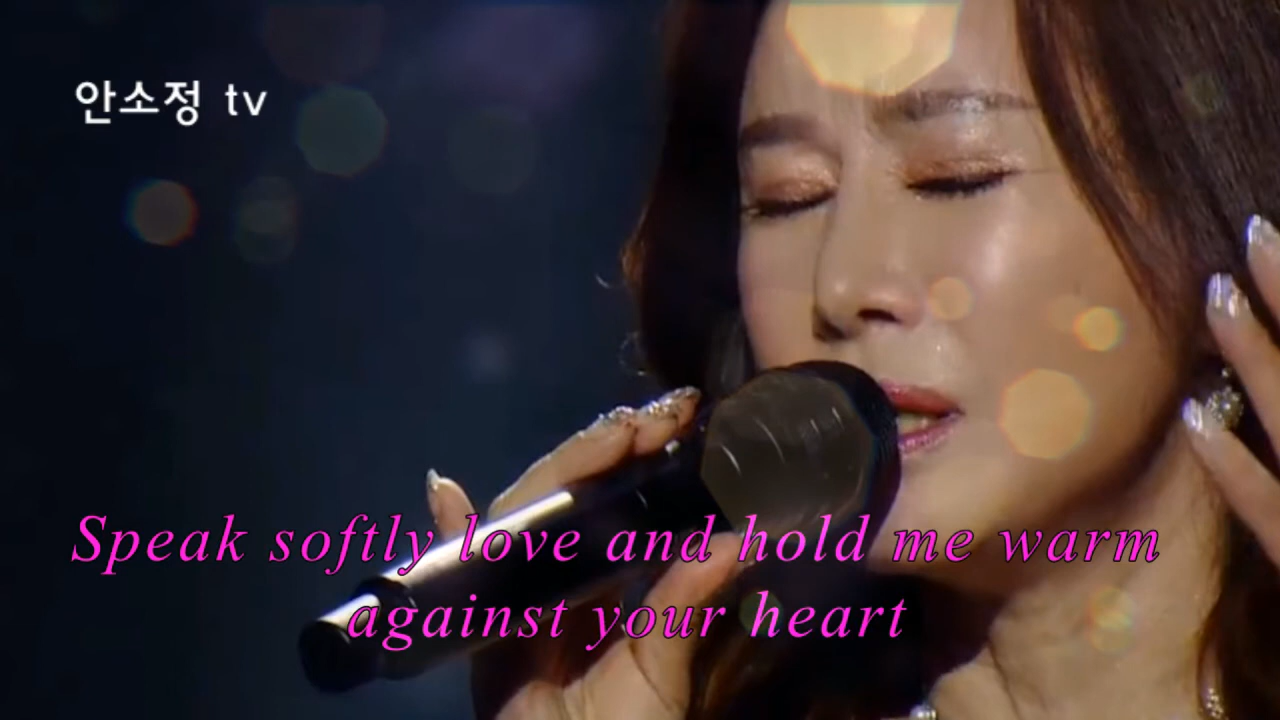 안소정 tv
Speak softly love and hold me warm
against your heart